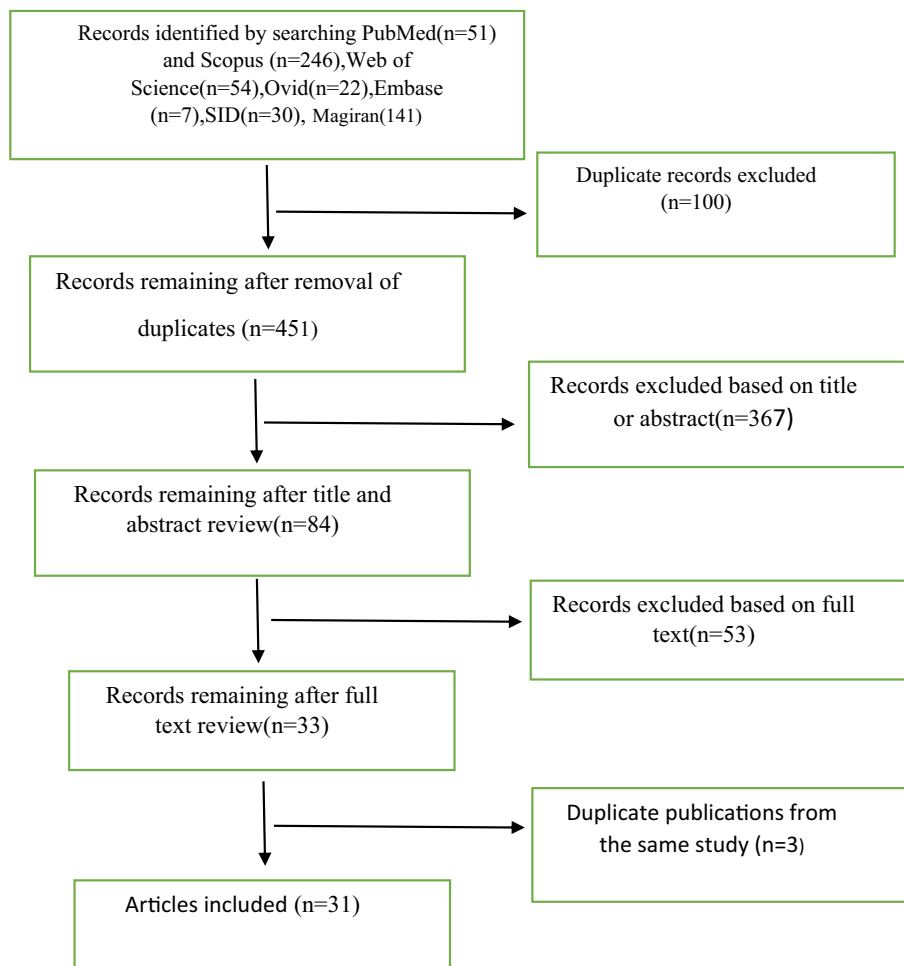 Records identified by searching PubMed(n=51)
and Scopus (n=246),Web of
Science(n=54),Ovid(n=22),Embase
(n=7),SID(n=30), Magiran(141)
Duplicate records excluded
(n=100)
Records remaining after removal of
duplicates (n=451)
Records excluded based on title
or abstract(n=367)
Records remaining after title and
abstract review(n=84)
Records excluded based on full
text(n=53)
Records remaining after full
text review(n=33)
Duplicate publications from
the same study (n=3)
Articles included (n=31)